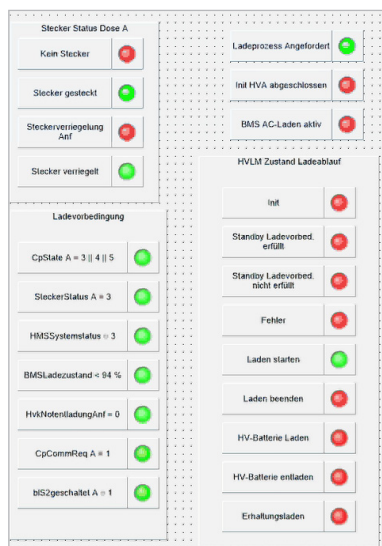 Stecker Status Dose A
Kein Stecker
Stecker gesteckt
Steckerverriegelung
Anf
Stecker verriegelt
Ladeprozess Angefordert
Init HVA abgeschlossen
BMS AC-Laden aktiv
Ladevorbedingung
CpState A = 3 || 4 || 5
SteckerStatus A = 3
HMSSystemstatus = 3
BMSLadezustand < 94 %
HvkNotentladungAnf = 0
CpCommReq A = 1
blS2geschaltet A = 1
HVLM Zustand Ladeablauf
Init
Standby Ladevorbed.
erfüllt
Standby Ladevorbed.
nicht erfüllt
Fehler
Laden starten
Laden beenden
HV-Batterie Laden
HV-Batterie entladen
Erhaltungsladen